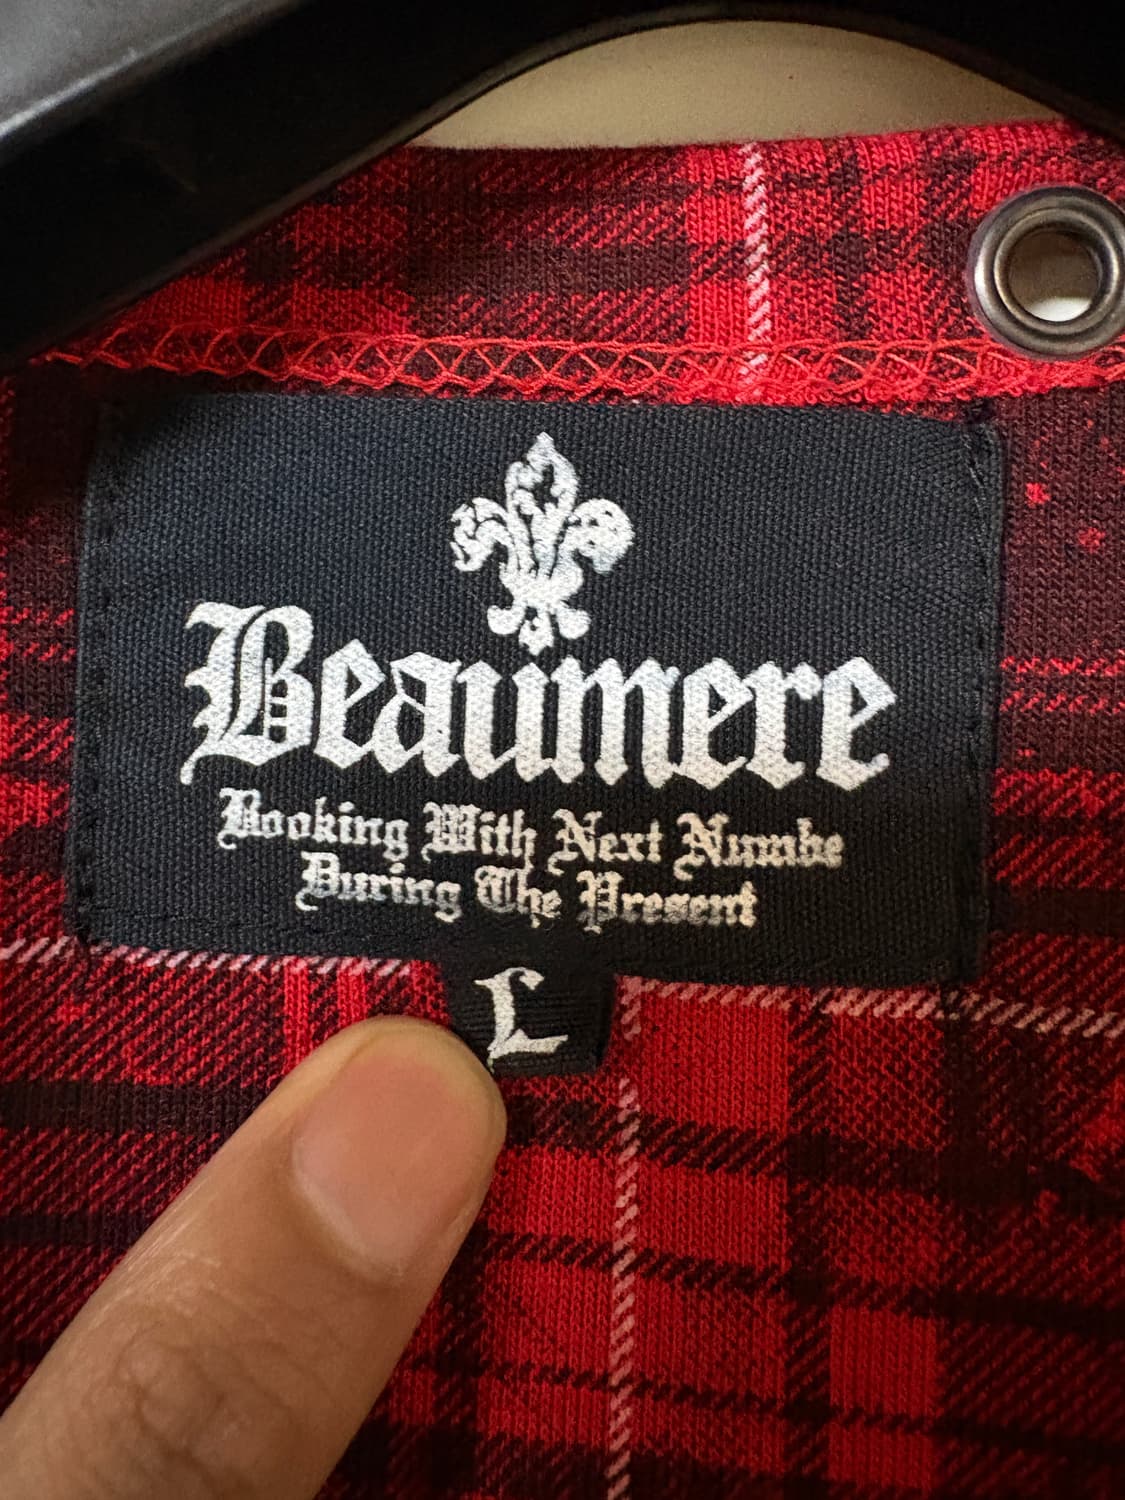 Beaumere
Booking With Next Numbe
During The Present
L